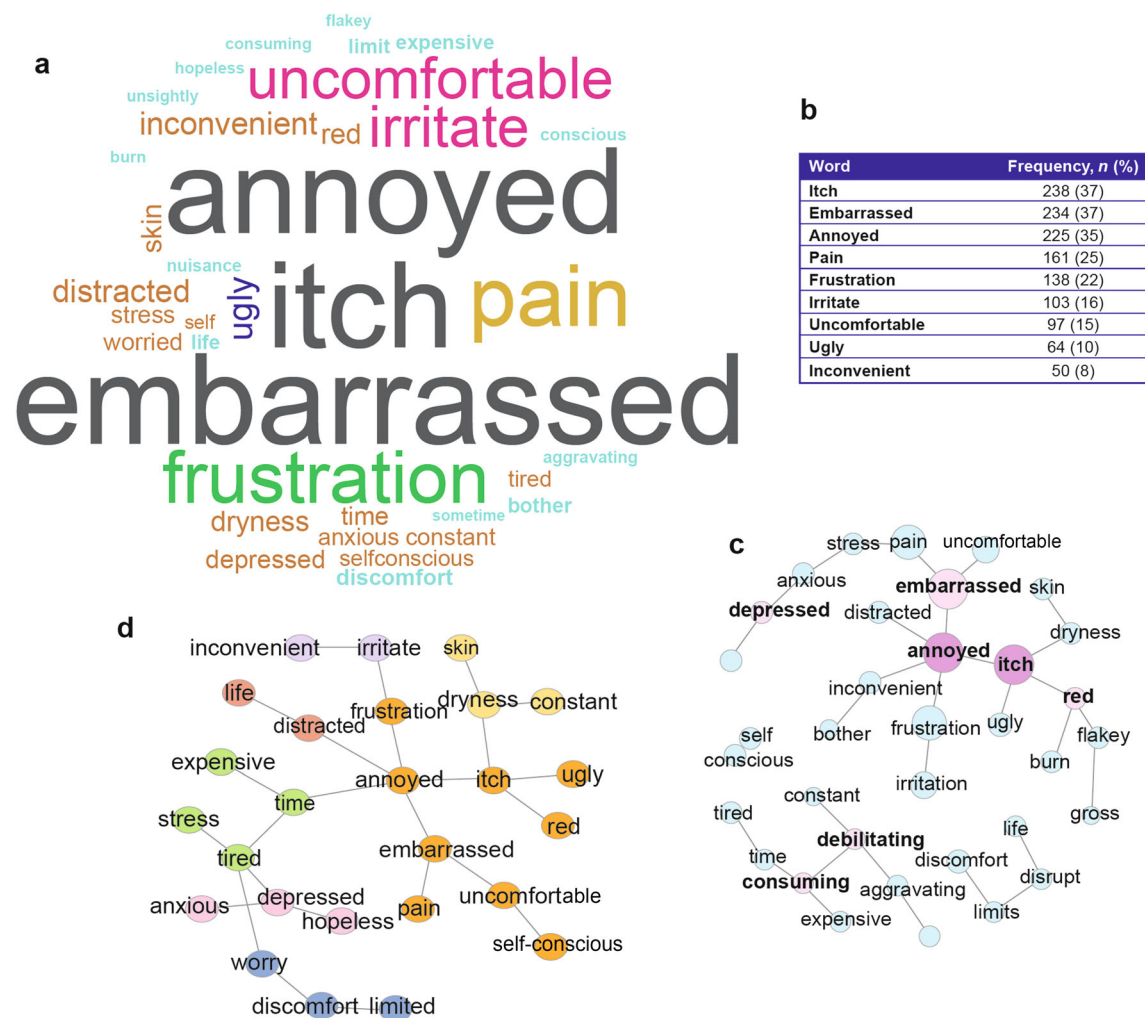 a
flakey
consuming limit expensive
hopeless uncomfortable
unsightly
inconvenient red irritate conscious
burn
annoyed
skin
nuisance
distracted ugly itch pain
stress self
worried life
embarrassed
frustration aggravating
tired
bother
dryness time sometime
anxious constant
depressed selfconscious
discomfort
b
Word Frequency, n (%)
Itch 238 (37)
Embarrassed 234 (37)
Annoyed 225 (35)
Pain 161 (25)
Frustration 138 (22)
Irritate 103 (16)
Uncomfortable 97 (15)
Ugly 64 (10)
Inconvenient 50 (8)
c
stress pain uncomfortable
anxious embarrassed skin
depressed distracted dryness
annoyed itch
inconvenient red
bother frustration ugly flakey
self
conscious burn
irritation
constant gross
tired life
debilitating
time discomfort
consuming aggravating disrupt
expensive limits
d
inconvenient irritate skin
life
distracted frustration dryness constant
expensive annoyed itch ugly
time
stress red
tired embarrassed
anxious depressed
hopeless pain uncomfortable
self-conscious
worry
discomfort limited